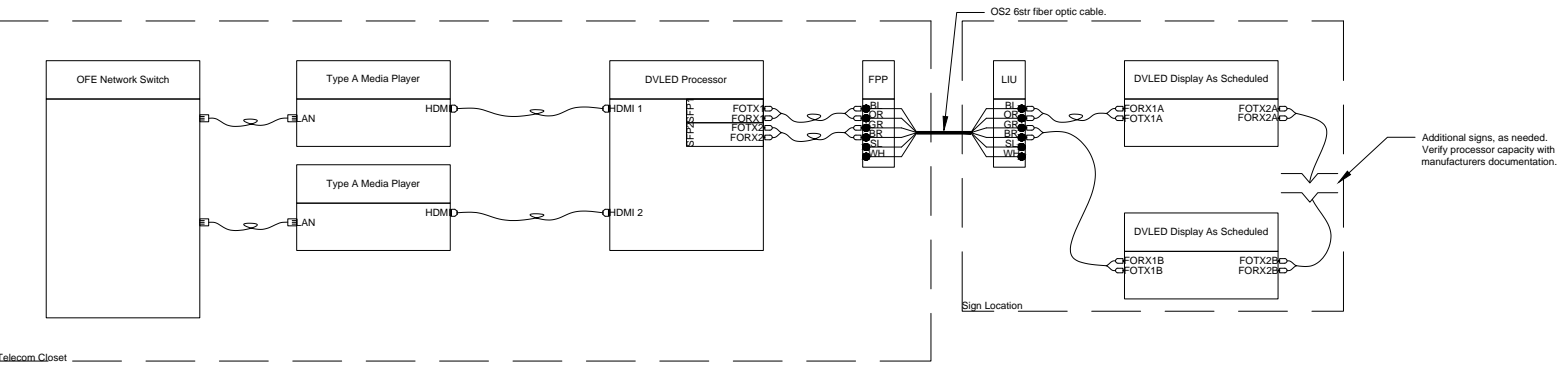 OS2 6str fiber optic cable.
OFE Network Switch
Type A Media Player
DVLED Processor
FPP
LIU
DVLED Display As Scheduled
LAN
HDMI
HDMI 1
SFP1
SFP2
FOTX1
FORX1
FOTX2
FORX2
BL
OR
GR
BR
SL
WH
BL
OR
GR
BR
SL
WH
FORX1A
FOTX1A
FOTX2A
FORX2A
Additional signs, as needed.
Verify processor capacity with
manufacturers documentation.
Type A Media Player
LAN
HDMI
HDMI 2
DVLED Display As Scheduled
FORX1B
FOTX1B
FOTX2B
FORX2B
Sign Location
Telecom Closet